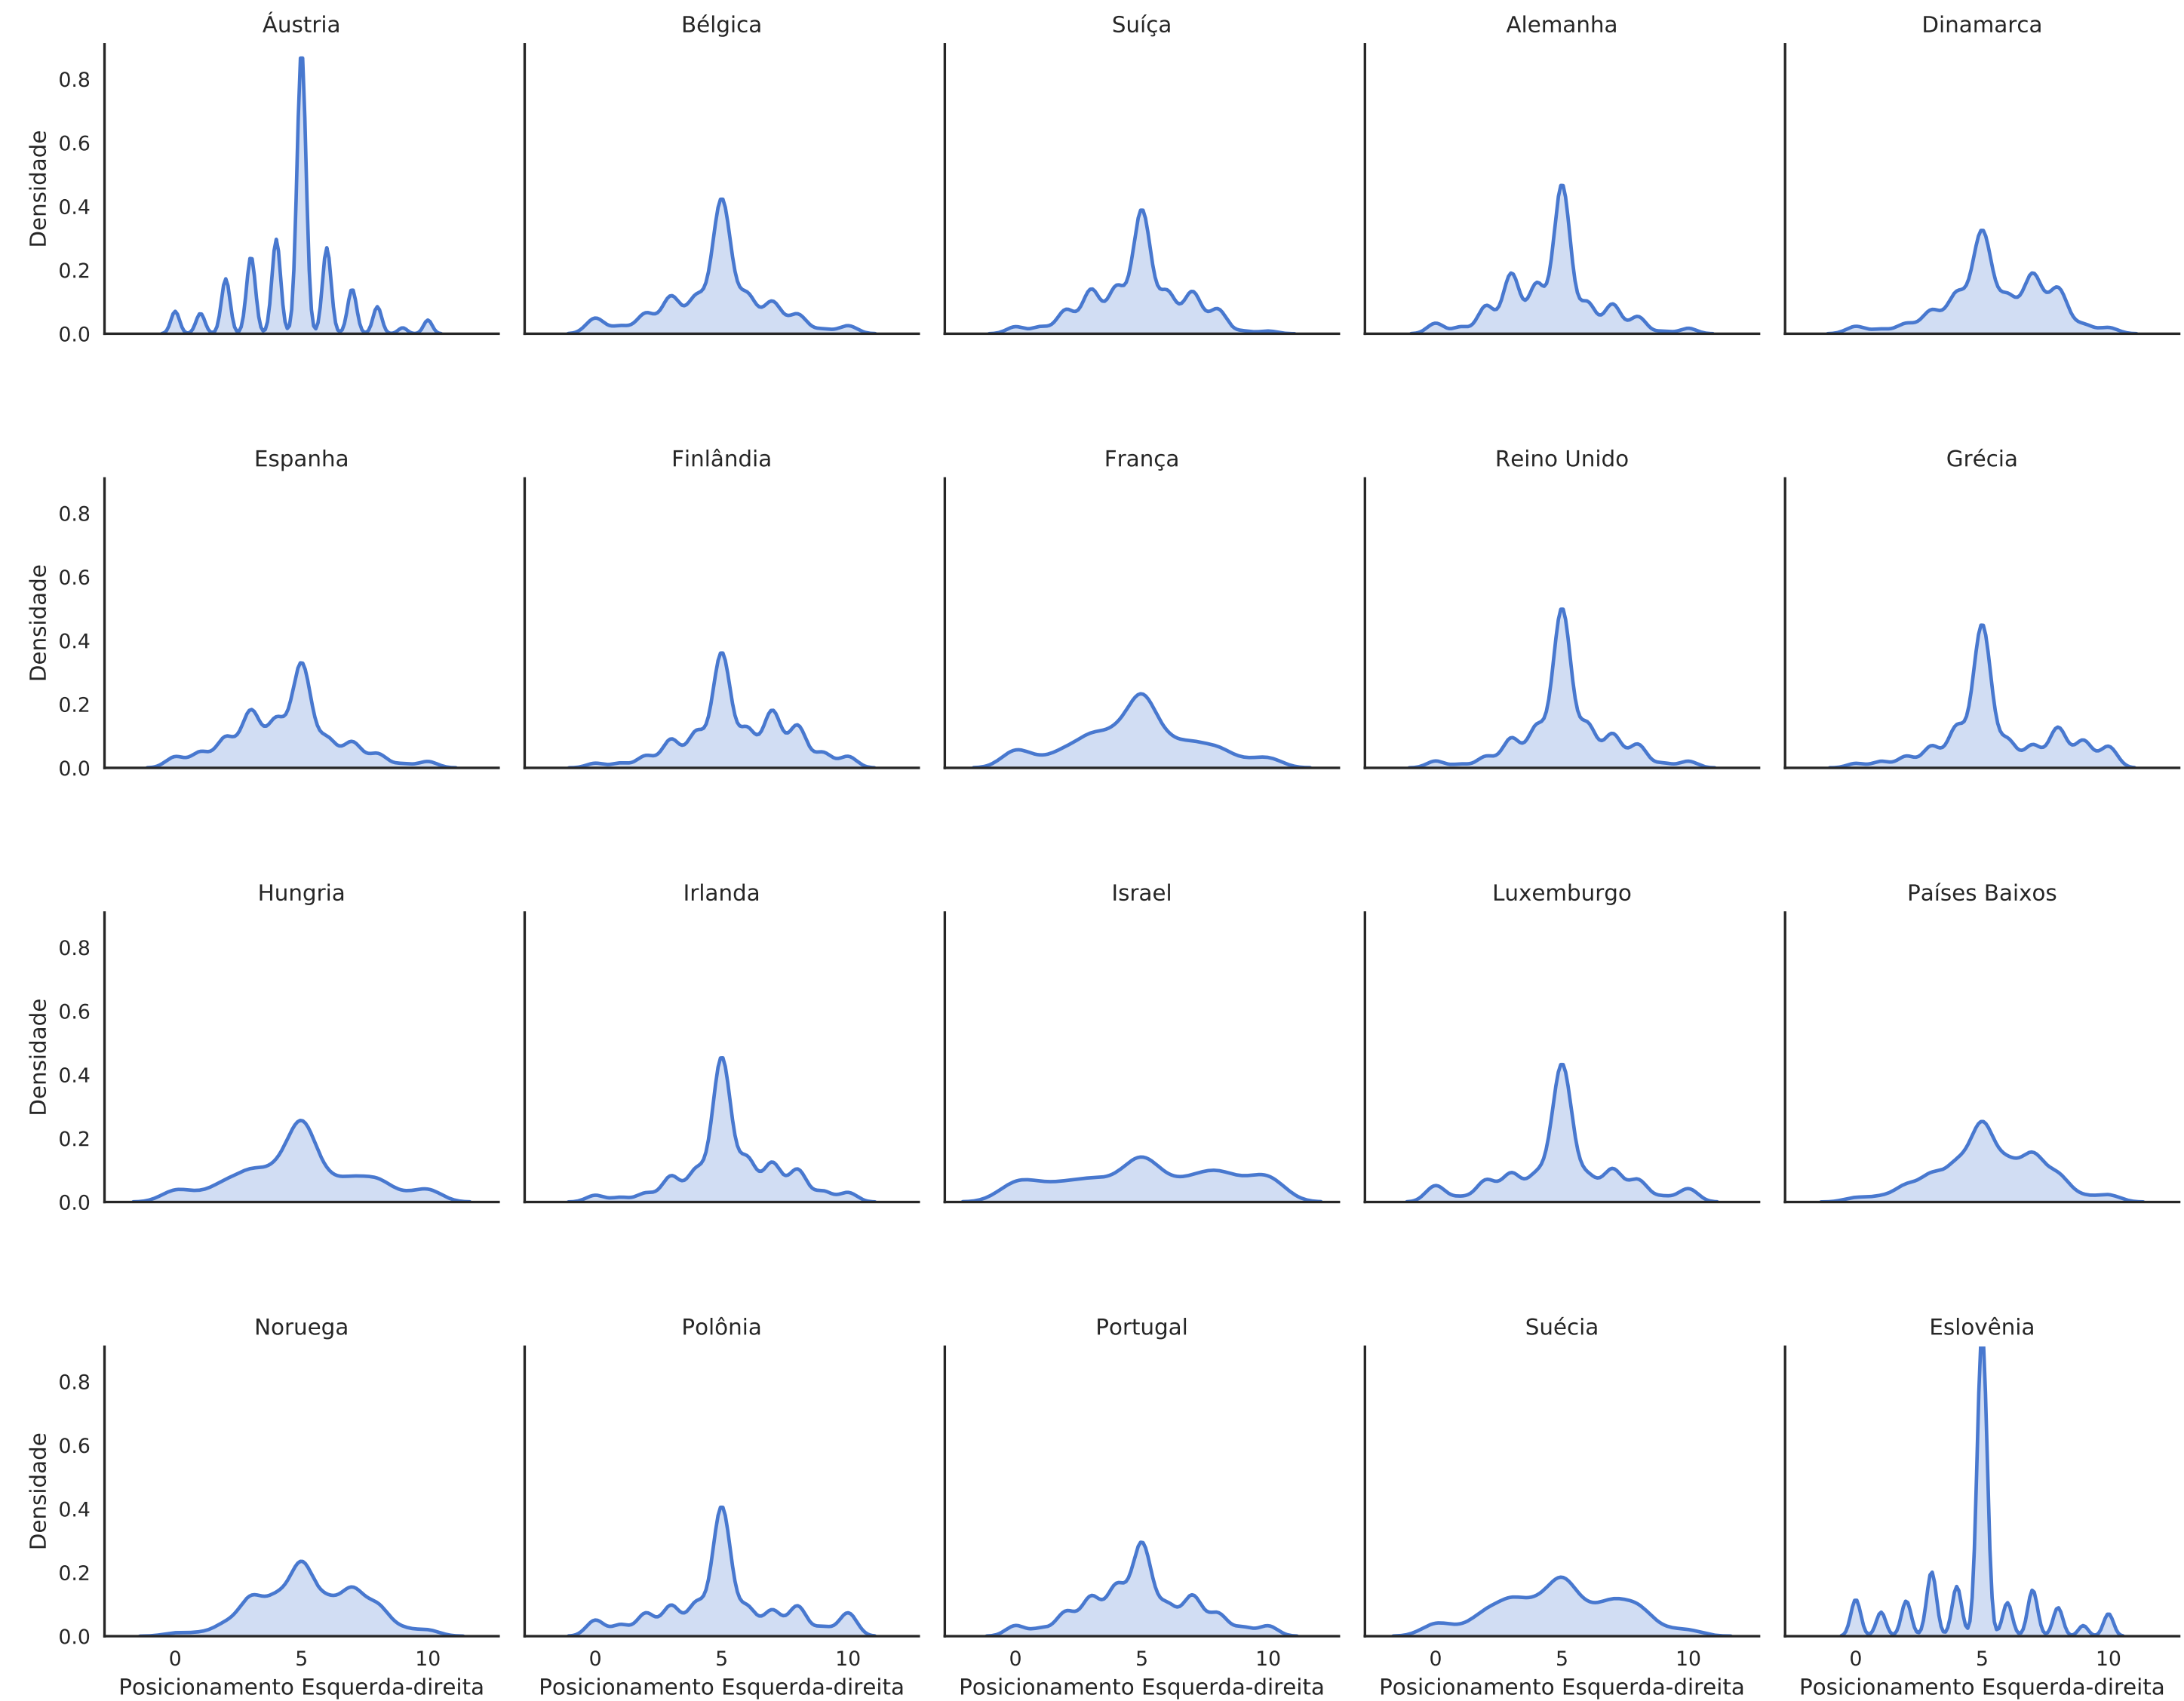 Áustria Bélgica Suíça Alemanha Dinamarca
0.8
0.6
0.4
0.2
0.0
Densidade
Espanha Finlândia França Reino Unido Grécia
0.8
0.6
0.4
0.2
0.0
Densidade
Hungria Irlanda Israel Luxemburgo Países Baixos
0.8
0.6
0.4
0.2
0.0
Densidade
Noruega Polônia Portugal Suécia Eslovênia
0.8
0.6
0.4
0.2
0.0
Densidade
0 5 10 0 5 10 0 5 10 0 5 10 0 5 10
Posicionamento Esquerda-direita Posicionamento Esquerda-direita Posicionamento Esquerda-direita Posicionamento Esquerda-direita Posicionamento Esquerda-direita